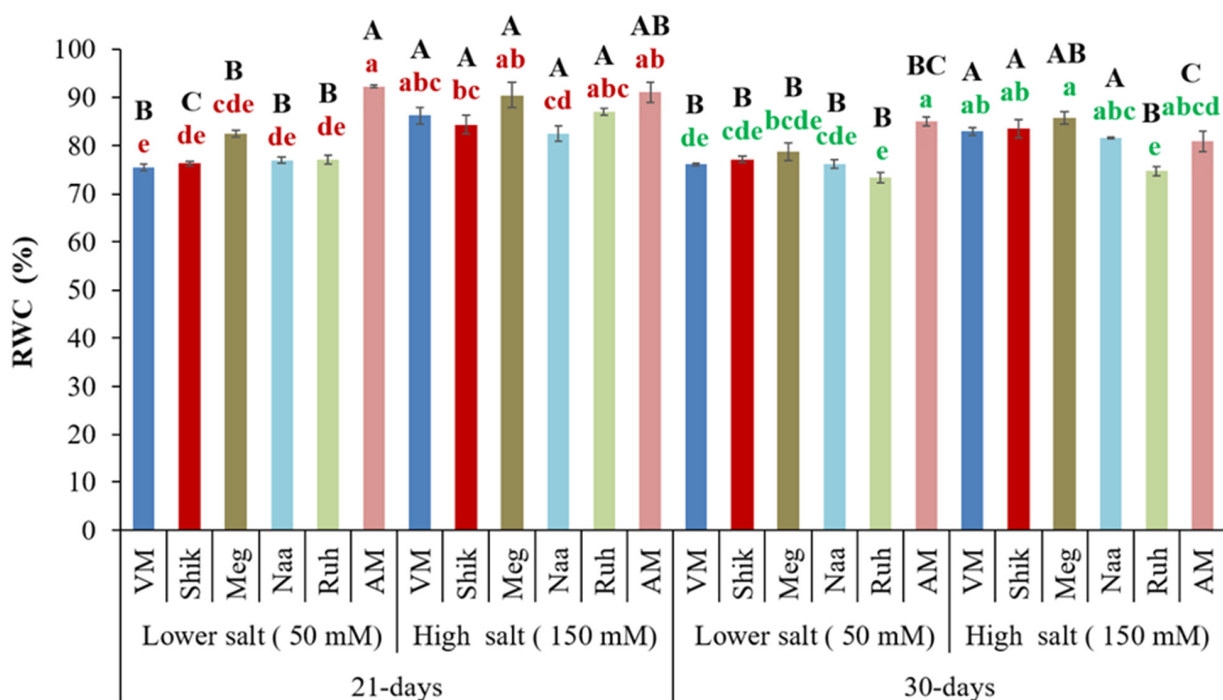 RWC (%)
100
90
80
70
60
50
40
30
20
10
0
B C B B B A A A A A A AB B B B B B BC A A AB A B C
e de cde de de a abc bc ab cd abc ab de cde bcde cde e a ab ab a abc e abcd
VM Shik Meg Naa Ruh AM VM Shik Meg Naa Ruh AM VM Shik Meg Naa Ruh AM VM Shik Meg Naa Ruh AM
Lower salt ( 50 mM) High salt ( 150 mM) Lower salt ( 50 mM) High salt ( 150 mM)
21-days 30-days